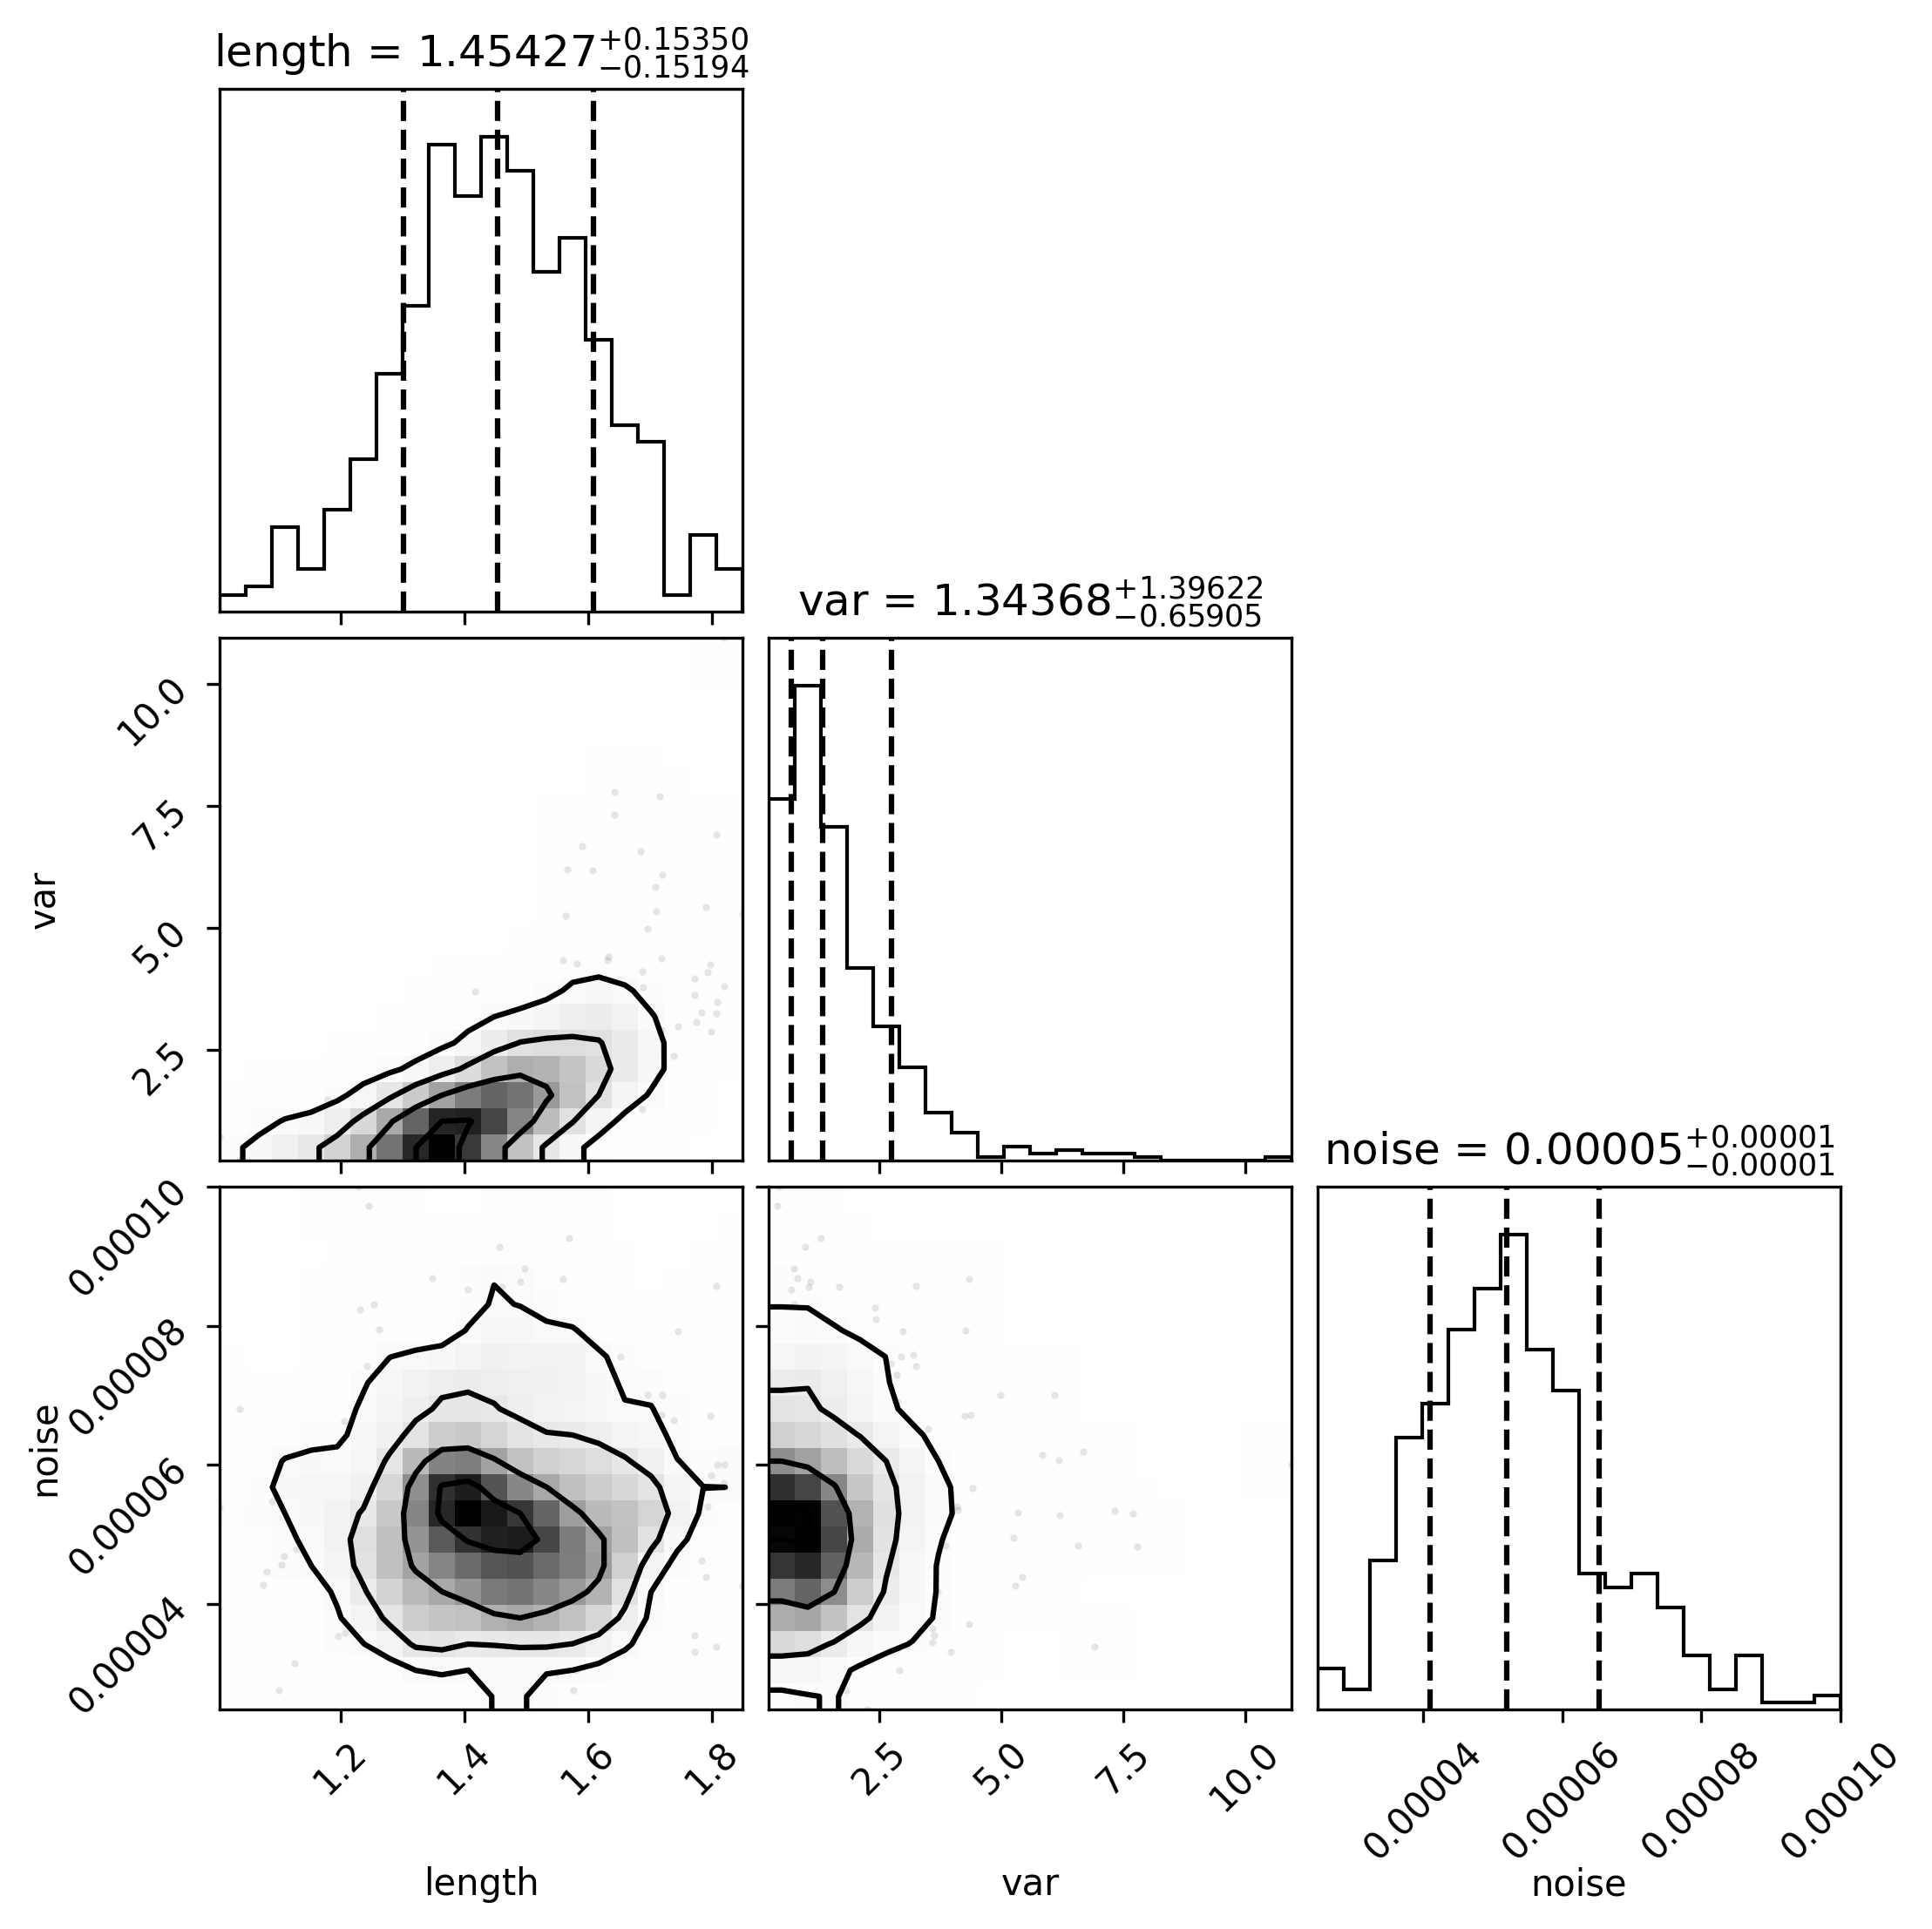 length = 1.45427+0.15350−0.15194
var = 1.34368+1.39622−0.65905
10.0
7.5
5.0
2.5
var
noise = 0.00005+0.00001−0.00001
0.00010
0.00008
0.00006
0.00004
noise
1.2 1.4 1.6 1.8
2.5 5.0 7.5 10.0
0.00004 0.00006 0.00008 0.00010
length var noise